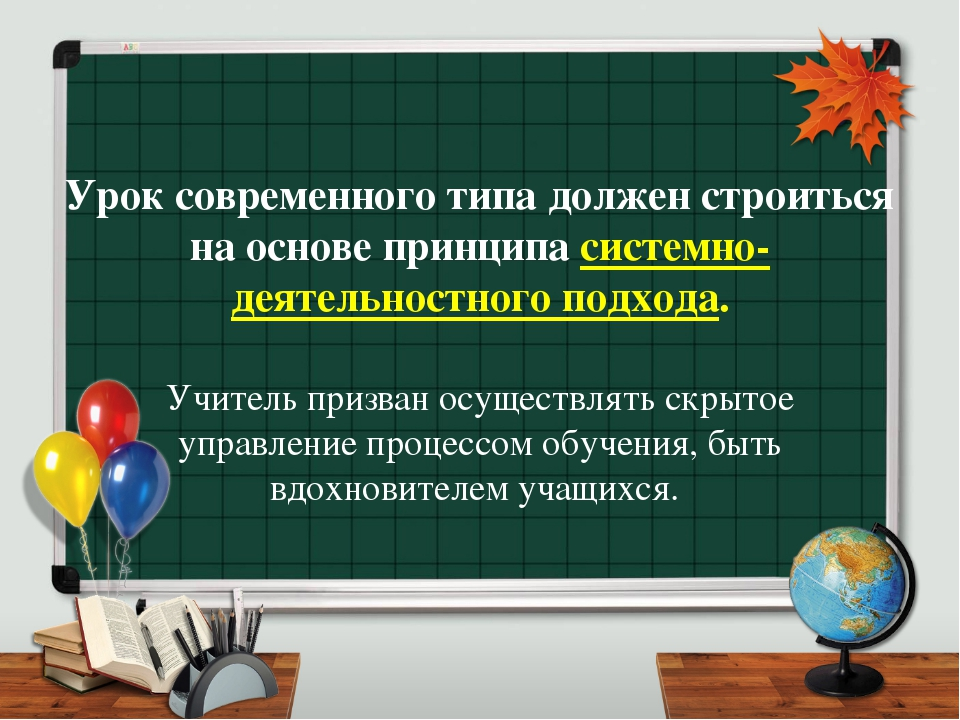 Урок современного типа должен строиться
на основе принципа системно-
деятельностного подхода.
Учитель призван осуществлять скрытое
управление процессом обучения, быть
вдохновителем учащихся.